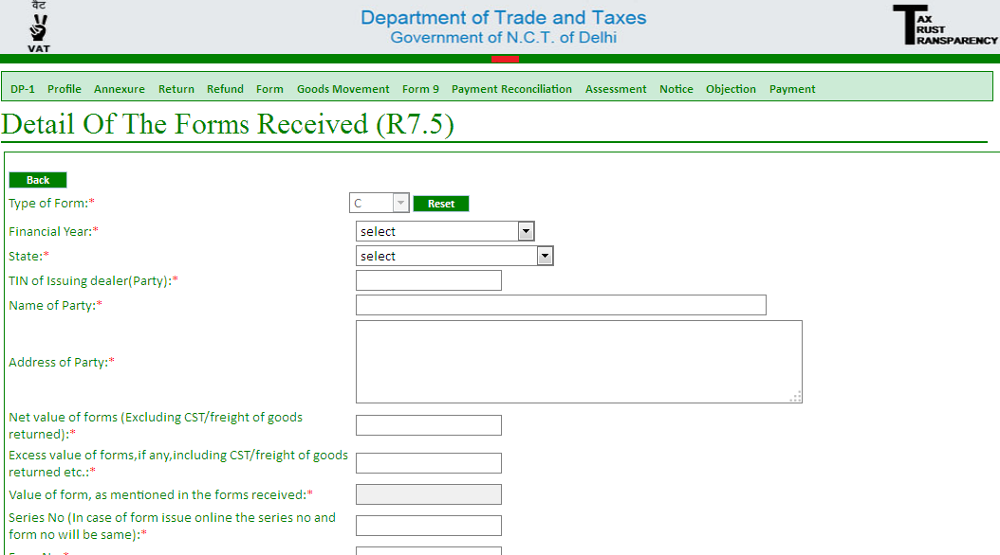 वैट
VAT
Department of Trade and Taxes
Government of N.C.T. of Delhi
TAX
TRUST
TRANSPARENCY
DP-1 Profile Annexure Return Refund Form Goods Movement Form 9 Payment Reconciliation Assessment Notice Objection Payment
Detail Of The Forms Received (R7.5)
Back
Type of Form:* C Reset
Financial Year:* select
State:* select
TIN of Issuing dealer(Party):*
Name of Party:*
Address of Party:*
Net value of forms (Excluding CST/freight of goods
returned):*
Excess value of forms,if any,including CST/freight of goods
returned etc.:*
Value of form, as mentioned in the forms received:*
Series No (In case of form issue online the series no and
form no will be same):*